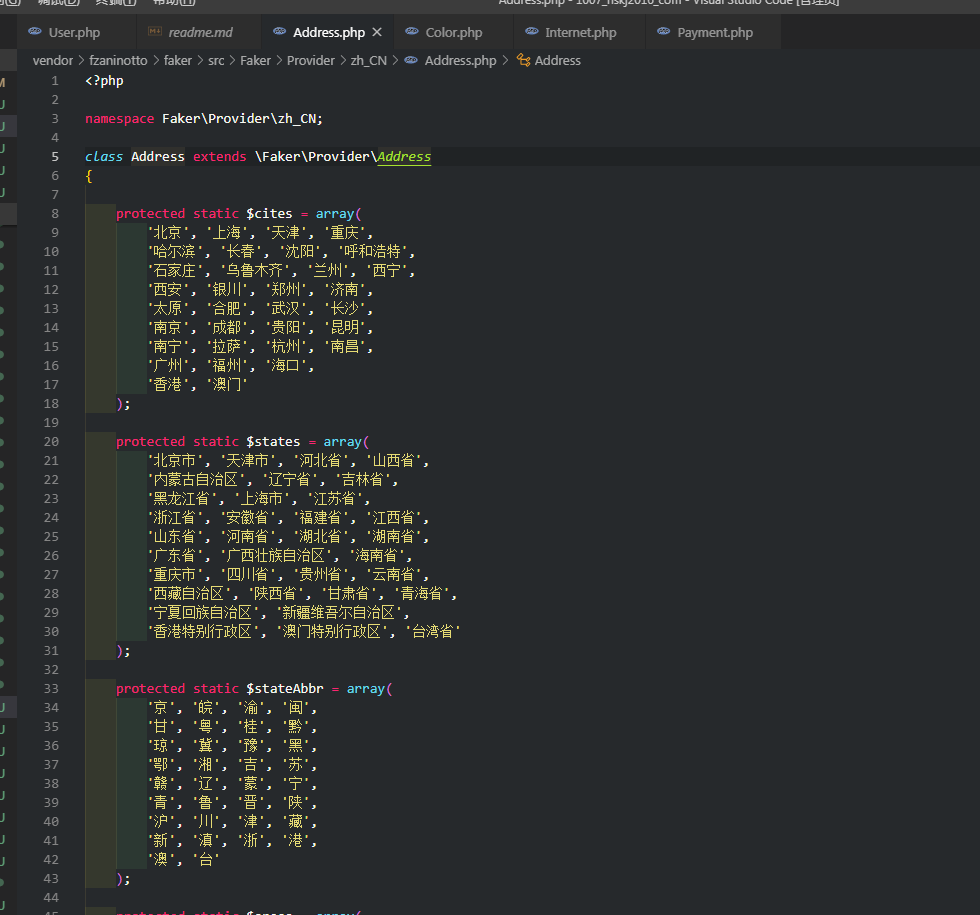 Address.php - 1007_hskj2016_com - Visual Studio Code [管理员]
User.php readme.md Address.php Color.php Internet.php Payment.php
vendor > fzaninotto > faker > src > Faker > Provider > zh_CN > Address.php > Address
1 <?php
2
3 namespace Faker\Provider\zh_CN;
4
5 class Address extends \Faker\Provider\Address
6 {
7
8 protected static $cites = array(
9 '北京', '上海', '天津', '重庆',
10 '哈尔滨', '长春', '沈阳', '呼和浩特',
11 '石家庄', '乌鲁木齐', '兰州', '西宁',
12 '西安', '银川', '郑州', '济南',
13 '太原', '合肥', '武汉', '长沙',
14 '南京', '成都', '贵阳', '昆明',
15 '南宁', '拉萨', '杭州', '南昌',
16 '广州', '福州', '海口',
17 '香港', '澳门'
18 );
19
20 protected static $states = array(
21 '北京市', '天津市', '河北省', '山西省',
22 '内蒙古自治区', '辽宁省', '吉林省',
23 '黑龙江省', '上海市', '江苏省',
24 '浙江省', '安徽省', '福建省', '江西省',
25 '山东省', '河南省', '湖北省', '湖南省',
26 '广东省', '广西壮族自治区', '海南省',
27 '重庆市', '四川省', '贵州省', '云南省',
28 '西藏自治区', '陕西省', '甘肃省', '青海省',
29 '宁夏回族自治区', '新疆维吾尔自治区',
30 '香港特别行政区', '澳门特别行政区', '台湾省'
31 );
32
33 protected static $stateAbbr = array(
34 '京', '皖', '渝', '闽',
35 '甘', '粤', '桂', '黔',
36 '琼', '冀', '豫', '黑',
37 '鄂', '湘', '吉', '苏',
38 '赣', '辽', '蒙', '宁',
39 '青', '鲁', '晋', '陕',
40 '沪', '川', '津', '藏',
41 '新', '滇', '浙', '港',
42 '澳', '台'
43 );
44